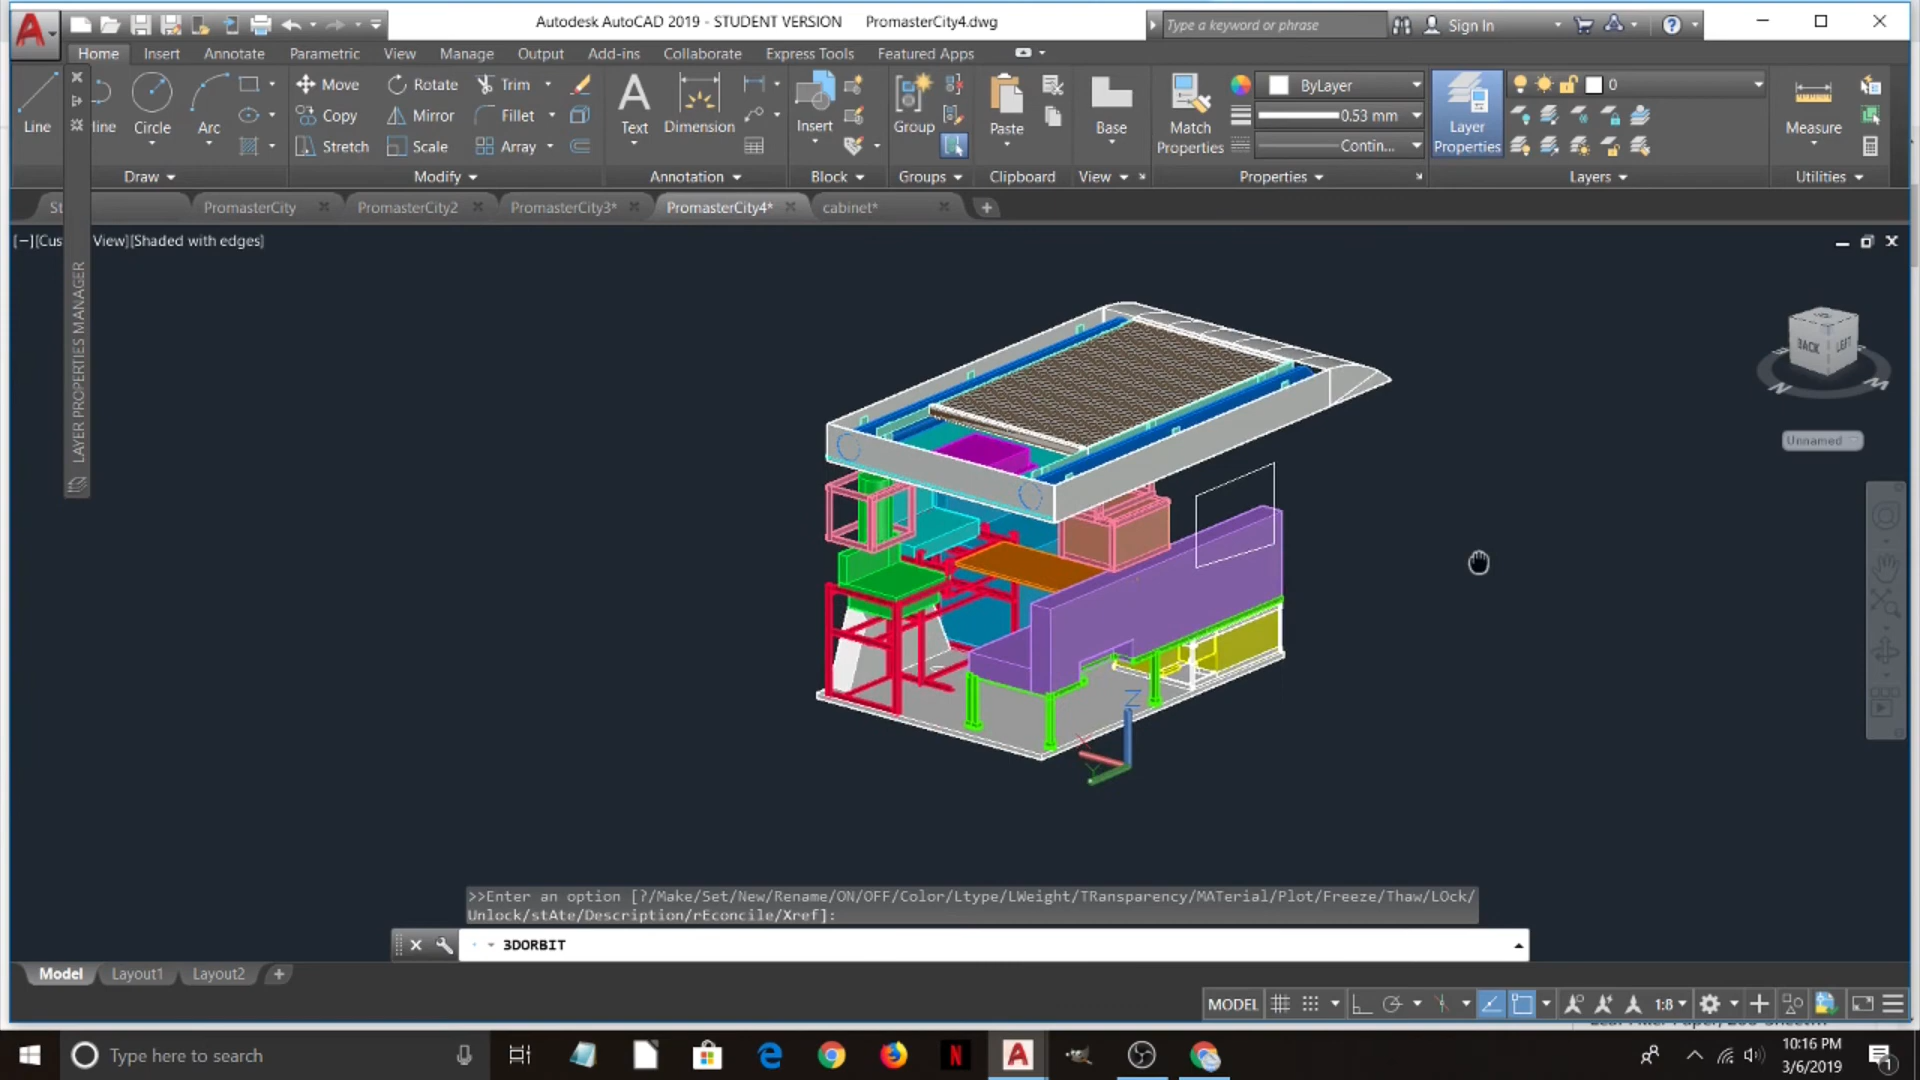 Autodesk AutoCAD 2019 - STUDENT VERSION PromasterCity4.dwg
Type a keyword or phrase
Sign In
Home Insert Annotate Parametric View Manage Output Add-ins Collaborate Express Tools Featured Apps
Line
line
Circle
Arc
Move
Rotate
Trim
Copy
Mirror
Fillet
Stretch
Scale
Array
Text
Dimension
Insert
Group
Paste
Base
Match
Properties
ByLayer
0.53 mm
Contin...
Layer
Properties
0
Measure
Draw Modify Annotation Block Groups Clipboard View Properties Layers Utilities
St
PromasterCity
PromasterCity2
PromasterCity3*
PromasterCity4*
cabinet*
[−][Cus View][Shaded with edges]
LAYER PROPERTIES MANAGER
BACK
LEFT
N
Unnamed
Z
Y
>>Enter an option [?/Make/Set/New/Rename/ON/OFF/Color/Ltype/LWeight/TRansparency/MATerial/Plot/Freeze/Thaw/LOck/
Unlock/stAte/Description/rEconcile/Xref]:
3DORBIT
Model Layout1 Layout2
MODEL
1:8
Type here to search
N
10:16 PM
3/6/2019
1